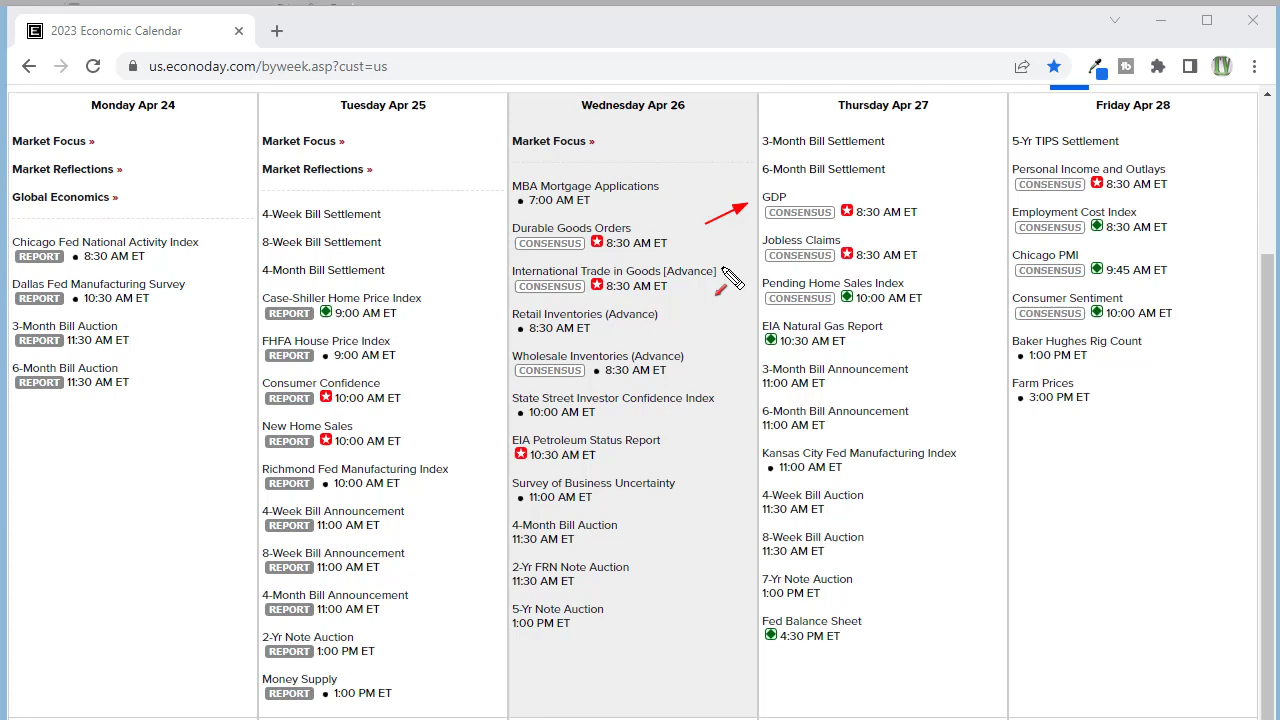 2023 Economic Calendar
us.econoday.com/byweek.asp?cust=us
Monday Apr 24
Market Focus »
Market Reflections »
Global Economics »
Chicago Fed National Activity Index
REPORT • 8:30 AM ET
Dallas Fed Manufacturing Survey
REPORT • 10:30 AM ET
3-Month Bill Auction
REPORT 11:30 AM ET
6-Month Bill Auction
REPORT 11:30 AM ET
Tuesday Apr 25
Market Focus »
Market Reflections »
4-Week Bill Settlement
8-Week Bill Settlement
4-Month Bill Settlement
Case-Shiller Home Price Index
REPORT 9:00 AM ET
FHFA House Price Index
REPORT • 9:00 AM ET
Consumer Confidence
REPORT 10:00 AM ET
New Home Sales
REPORT 10:00 AM ET
Richmond Fed Manufacturing Index
REPORT • 10:00 AM ET
4-Week Bill Announcement
REPORT 11:00 AM ET
8-Week Bill Announcement
REPORT 11:00 AM ET
4-Month Bill Announcement
REPORT 11:00 AM ET
2-Yr Note Auction
REPORT 1:00 PM ET
Money Supply
REPORT • 1:00 PM ET
Wednesday Apr 26
Market Focus »
MBA Mortgage Applications
• 7:00 AM ET
Durable Goods Orders
CONSENSUS 8:30 AM ET
International Trade in Goods [Advance]
CONSENSUS 8:30 AM ET
Retail Inventories (Advance)
• 8:30 AM ET
Wholesale Inventories (Advance)
CONSENSUS • 8:30 AM ET
State Street Investor Confidence Index
• 10:00 AM ET
EIA Petroleum Status Report
10:30 AM ET
Survey of Business Uncertainty
• 11:00 AM ET
4-Month Bill Auction
11:30 AM ET
2-Yr FRN Note Auction
11:30 AM ET
5-Yr Note Auction
1:00 PM ET
Thursday Apr 27
3-Month Bill Settlement
6-Month Bill Settlement
GDP
CONSENSUS 8:30 AM ET
Jobless Claims
CONSENSUS 8:30 AM ET
Pending Home Sales Index
CONSENSUS 10:00 AM ET
EIA Natural Gas Report
10:30 AM ET
3-Month Bill Announcement
11:00 AM ET
6-Month Bill Announcement
11:00 AM ET
Kansas City Fed Manufacturing Index
• 11:00 AM ET
4-Week Bill Auction
11:30 AM ET
8-Week Bill Auction
11:30 AM ET
7-Yr Note Auction
1:00 PM ET
Fed Balance Sheet
4:30 PM ET
Friday Apr 28
5-Yr TIPS Settlement
Personal Income and Outlays
CONSENSUS 8:30 AM ET
Employment Cost Index
CONSENSUS 8:30 AM ET
Chicago PMI
CONSENSUS 9:45 AM ET
Consumer Sentiment
CONSENSUS 10:00 AM ET
Baker Hughes Rig Count
• 1:00 PM ET
Farm Prices
• 3:00 PM ET